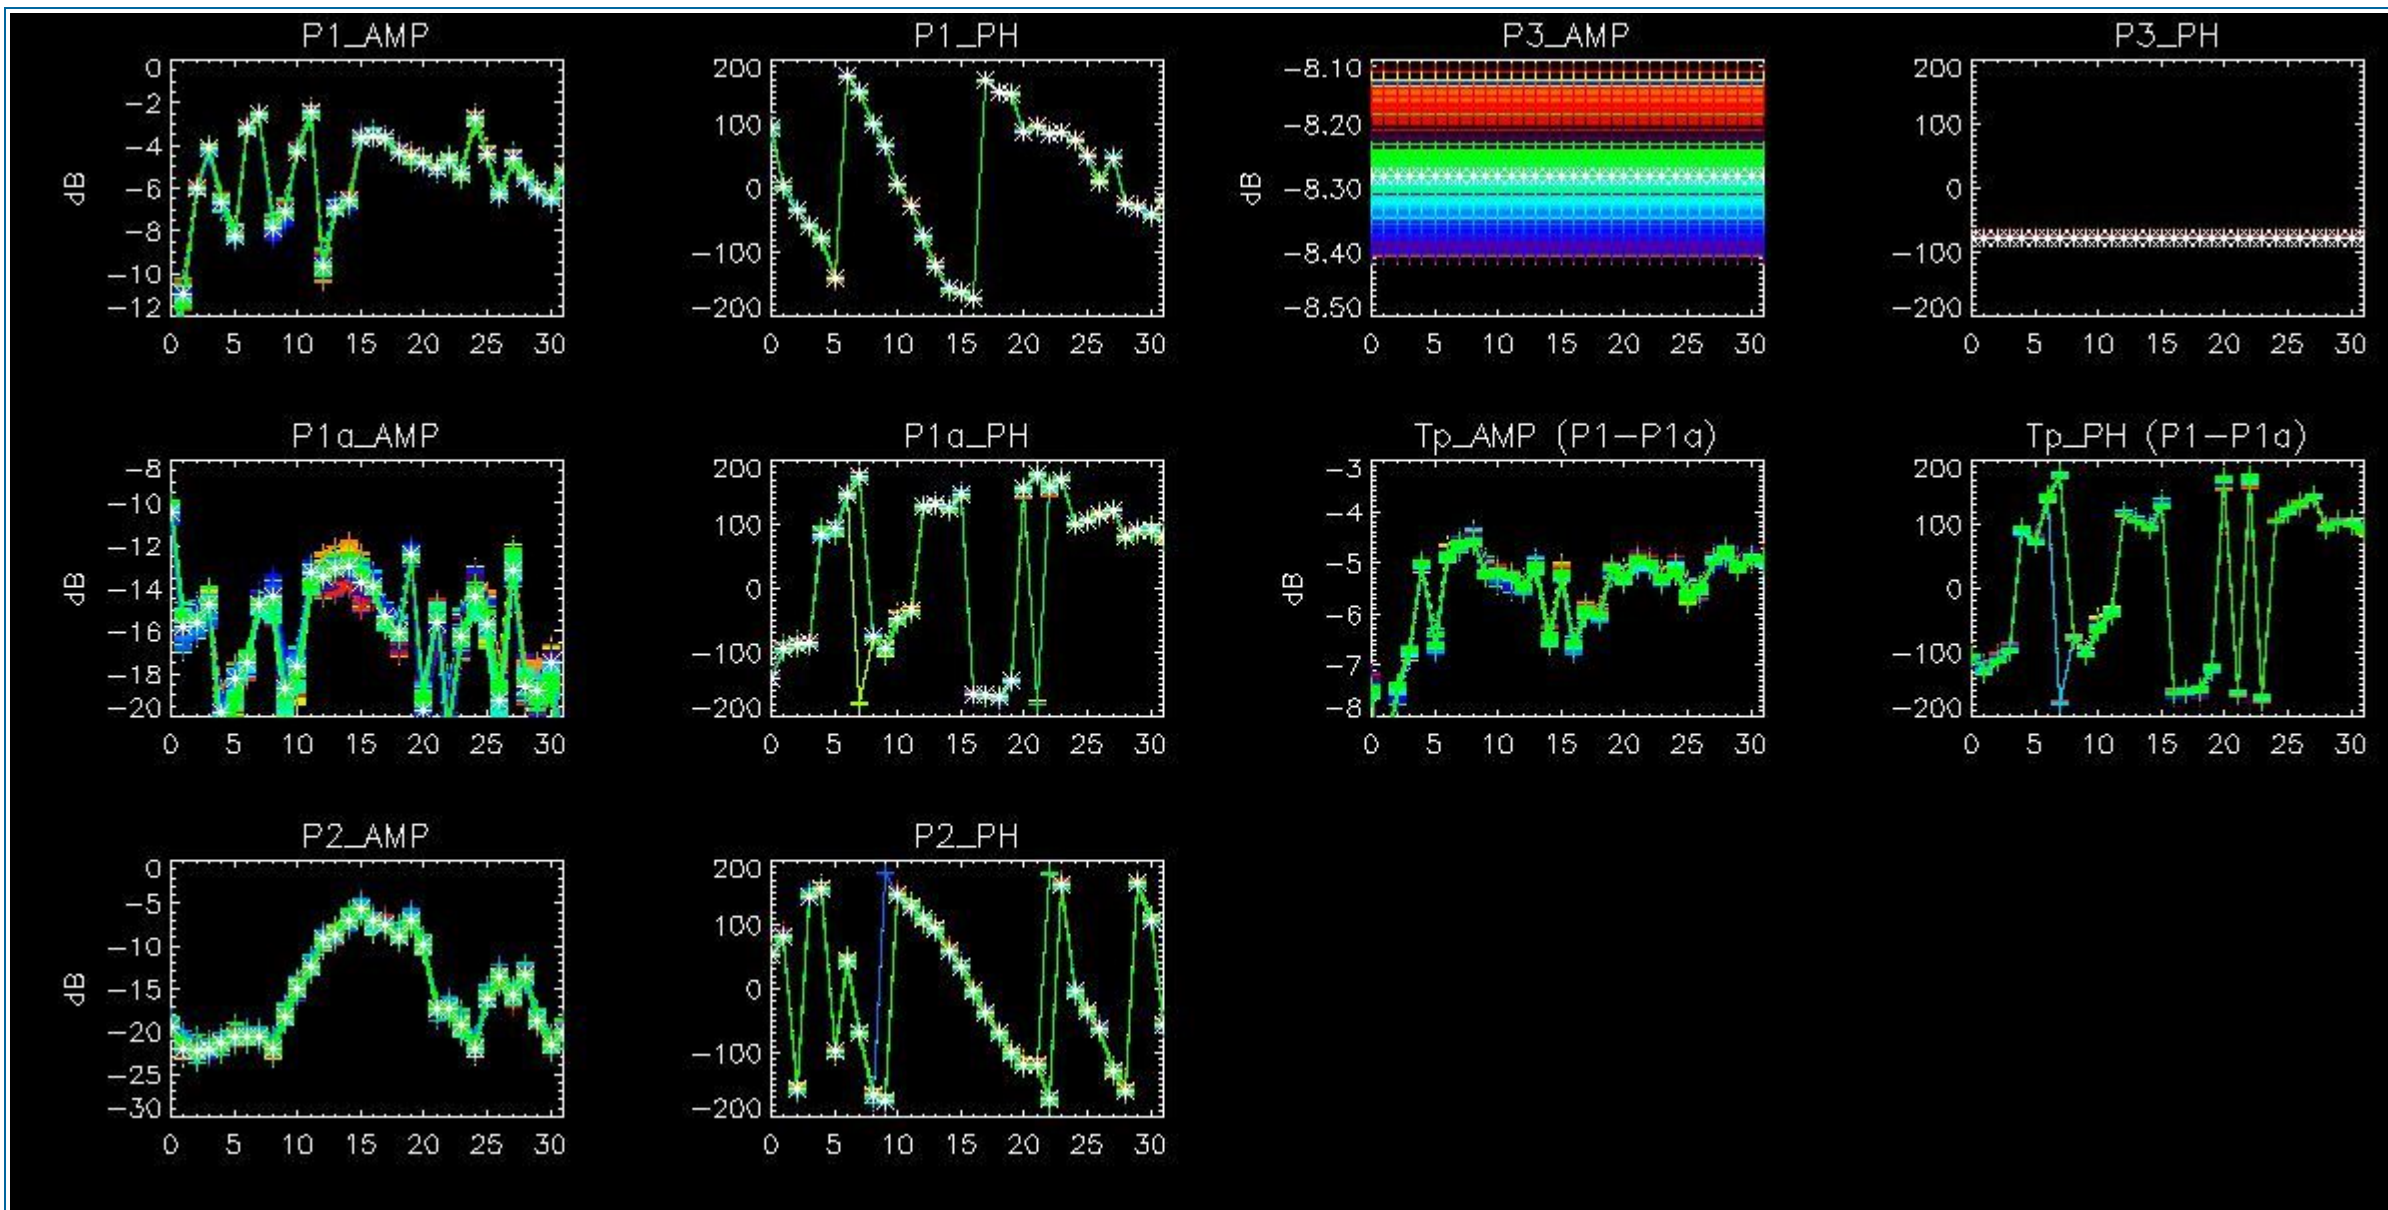 P1_AMP
0
−2
−4
−6
−8
−10
−12
dB
0 5 10 15 20 25 30
P1_PH
200
100
0
−100
−200
0 5 10 15 20 25 30
P3_AMP
−8.10
−8.20
−8.30
−8.40
−8.50
dB
0 5 10 15 20 25 30
P3_PH
200
100
0
−100
−200
0 5 10 15 20 25 30
P1a_AMP
−8
−10
−12
−14
−16
−18
−20
dB
0 5 10 15 20 25 30
P1a_PH
200
100
0
−100
−200
0 5 10 15 20 25 30
Tp_AMP (P1−P1a)
−3
−4
−5
−6
−7
−8
dB
0 5 10 15 20 25 30
Tp_PH (P1−P1a)
200
100
0
−100
−200
0 5 10 15 20 25 30
P2_AMP
0
−5
−10
−15
−20
−25
−30
dB
0 5 10 15 20 25 30
P2_PH
200
100
0
−100
−200
0 5 10 15 20 25 30